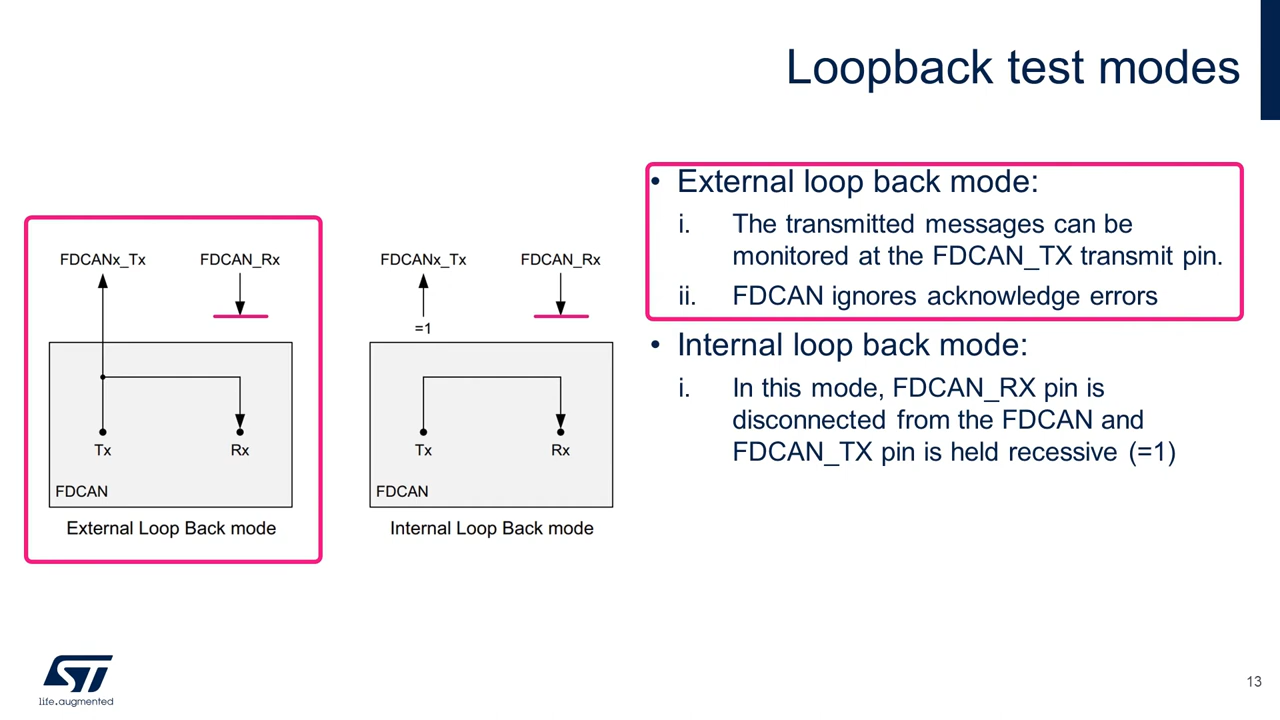 Loopback test modes
FDCANx_Tx
FDCAN_Rx
Tx
Rx
FDCAN
External Loop Back mode
FDCANx_Tx
FDCAN_Rx
=1
Tx
Rx
FDCAN
Internal Loop Back mode
• External loop back mode:
i. The transmitted messages can be
monitored at the FDCAN_TX transmit pin.
ii. FDCAN ignores acknowledge errors
• Internal loop back mode:
i. In this mode, FDCAN_RX pin is
disconnected from the FDCAN and
FDCAN_TX pin is held recessive (=1)
ST
life.augmented
13